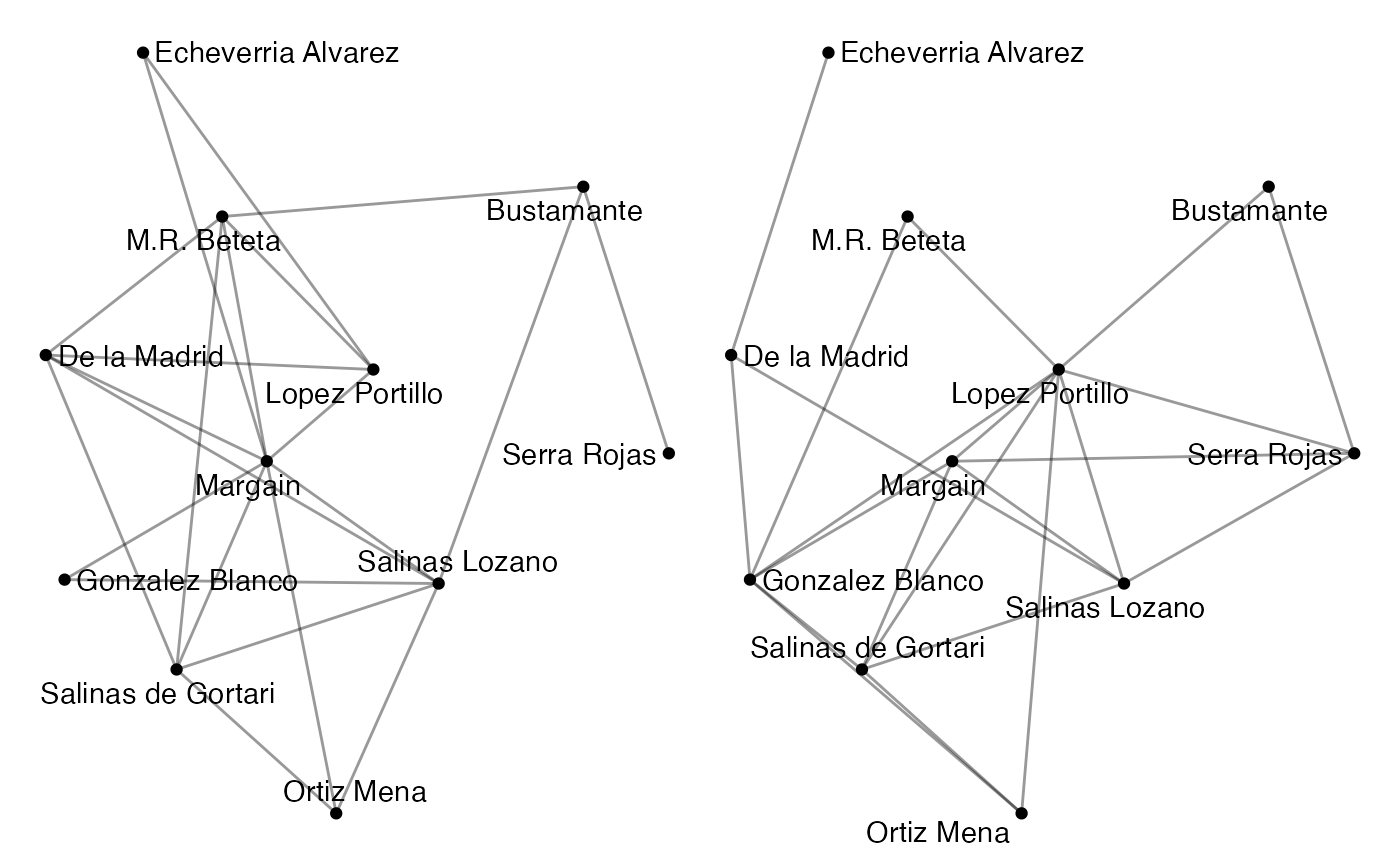 Echeverria Alvarez
Bustamante
M.R. Beteta
De la Madrid
Lopez Portillo
Serra Rojas
Margain
Salinas Lozano
Gonzalez Blanco
Salinas de Gortari
Ortiz Mena
Echeverria Alvarez
Bustamante
M.R. Beteta
De la Madrid
Lopez Portillo
Serra Rojas
Margain
Gonzalez Blanco
Salinas Lozano
Salinas de Gortari
Ortiz Mena